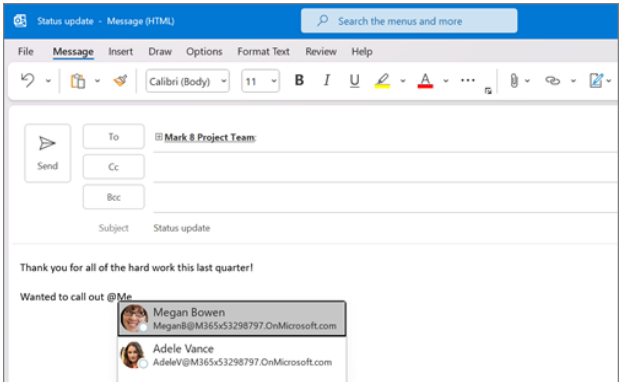 Status update - Message (HTML)
Search the menus and more
File Message Insert Draw Options Format Text Review Help
Calibri (Body) 11 B I U A
To Mark 8 Project Team;
Send
Cc
Bcc
Subject Status update
Thank you for all of the hard work this last quarter!
Wanted to call out @Me
Megan Bowen
MeganB@M365x53298797.OnMicrosoft.com
Adele Vance
AdeleV@M365x53298797.OnMicrosoft.com